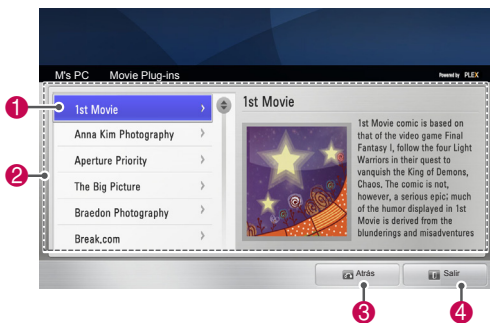 M's PC Movie Plug-ins Powered by PLEX
1st Movie
Anna Kim Photography
Aperture Priority
The Big Picture
Braedon Photography
Break.com
1st Movie
1st Movie comic is based on
that of the video game Final
Fantasy I, follow the four Light
Warriors in their quest to
vanquish the King of Demons,
Chaos. The comic is not,
however, a serious epic; much
of the humor displayed in 1st
Movie is derived from the
blunderings and misadventures
Atrás
Salir
1
2
3
4